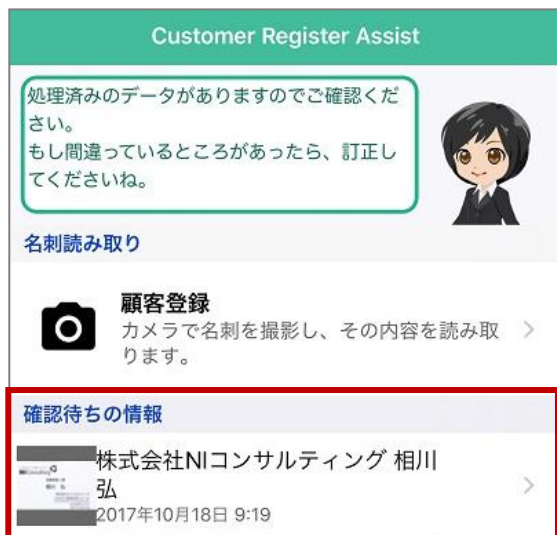 Customer Register Assist
処理済みのデータがありますのでご確認くだ
さい。
もし間違っているところがあったら、訂正し
てくださいね。
名刺読み取り
顧客登録
カメラで名刺を撮影し、その内容を読み取
ります。
確認待ちの情報
株式会社NIコンサルティング 相川
弘
2017年10月18日 9:19